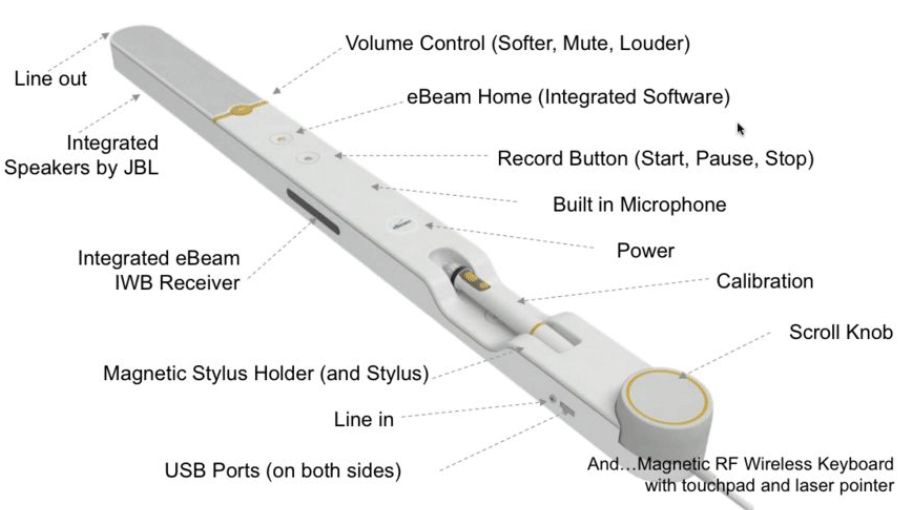 Volume Control (Softer, Mute, Louder)
Line out
eBeam Home (Integrated Software)
Integrated
Speakers by JBL
Record Button (Start, Pause, Stop)
Built in Microphone
Power
Integrated eBeam
IWB Receiver
Calibration
Scroll Knob
Magnetic Stylus Holder (and Stylus)
Line in
USB Ports (on both sides)
And…Magnetic RF Wireless Keyboard
with touchpad and laser pointer